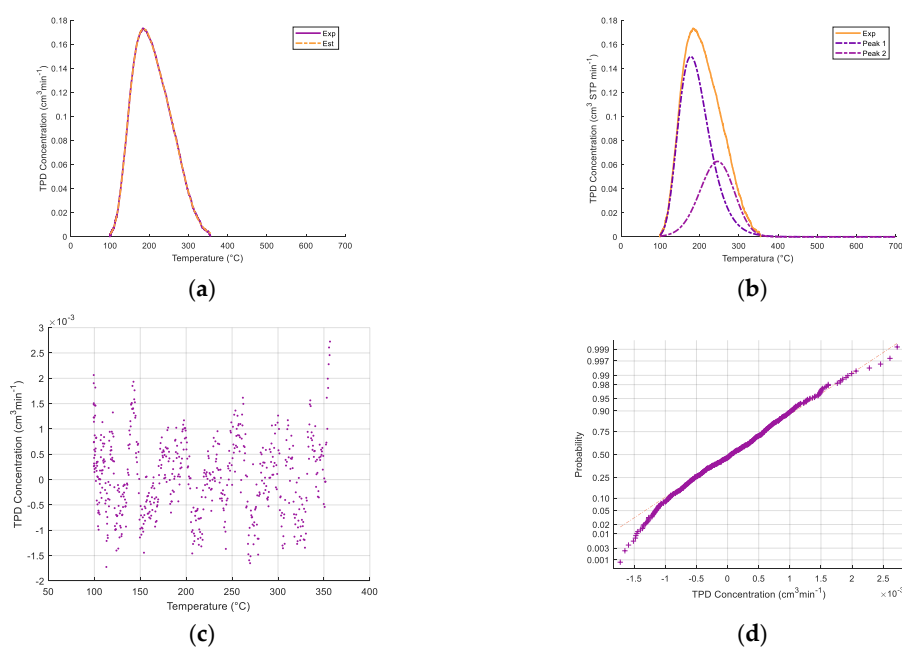 0.18
0.16
0.14
0.12
0.1
0.08
0.06
0.04
0.02
0
TPD Concentration (cm³min⁻¹)
Exp
Est
0 100 200 300 400 500 600 700
Temperature (°C)
(a)
0.18
0.16
0.14
0.12
0.1
0.08
0.06
0.04
0.02
0
TPD Concentration (cm³ STP min⁻¹)
Exp
Peak 1
Peak 2
0 100 200 300 400 500 600 700
Temperatura (°C)
(b)
×10⁻³
3
2.5
2
1.5
1
0.5
0
-0.5
-1
-1.5
-2
TPD Concentration (cm³min⁻¹)
50 100 150 200 250 300 350 400
Temperature (°C)
(c)
0.999
0.997
0.99
0.98
0.95
0.90
0.75
0.50
0.25
0.10
0.05
0.02
0.01
0.003
0.001
Probability
-1.5 -1 -0.5 0 0.5 1 1.5 2 2.5
TPD Concentration (cm³min⁻¹)
(d)